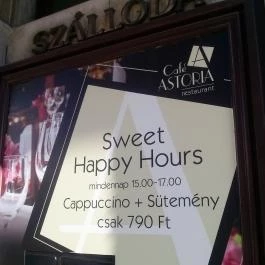 SZÁLLODA
Café
ASTORIA
restaurant
Sweet
Happy Hours
mindennap 15.00-17.00
Cappuccino + Sütemény
csak 790 Ft